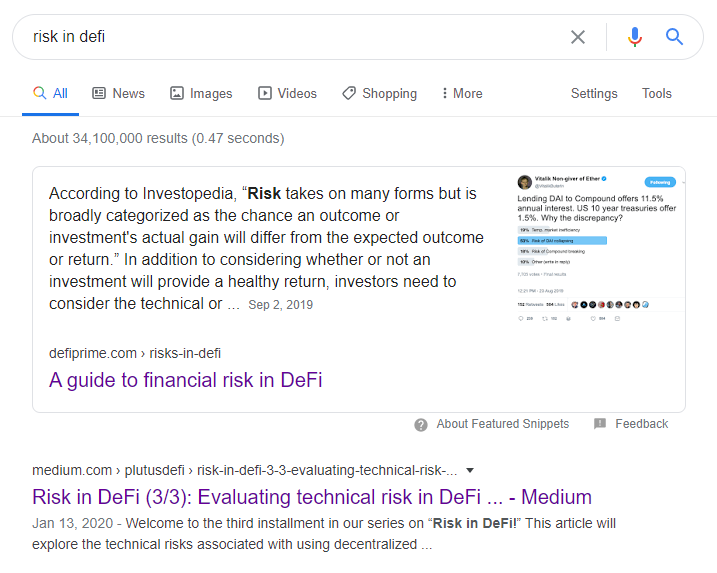 risk in defi
All News Images Videos Shopping More Settings Tools
About 34,100,000 results (0.47 seconds)
According to Investopedia, “Risk takes on many forms but is
broadly categorized as the chance an outcome or
investment's actual gain will differ from the expected outcome
or return.” In addition to considering whether or not an
investment will provide a healthy return, investors need to
consider the technical or ... Sep 2, 2019
Vitalik Non-giver of Ether
@VitalikButerin
Following
Lending DAI to Compound offers 11.5%
annual interest. US 10 year treasuries offer
1.5%. Why the discrepancy?
19% Temp. market inefficiency
53% Risk of DAI collapsing
Risk of Compound breaking
10% Other (write in reply)
12:21 PM - 23 Aug 2019
152 Retweets 504 Likes
defiprime.com › risks-in-defi
A guide to financial risk in DeFi
About Featured Snippets Feedback
medium.com › plutusdefi › risk-in-defi-3-3-evaluating-technical-risk-...
Risk in DeFi (3/3): Evaluating technical risk in DeFi ... - Medium
Jan 13, 2020 - Welcome to the third installment in our series on “Risk in DeFi!” This article will
explore the technical risks associated with using decentralized ...